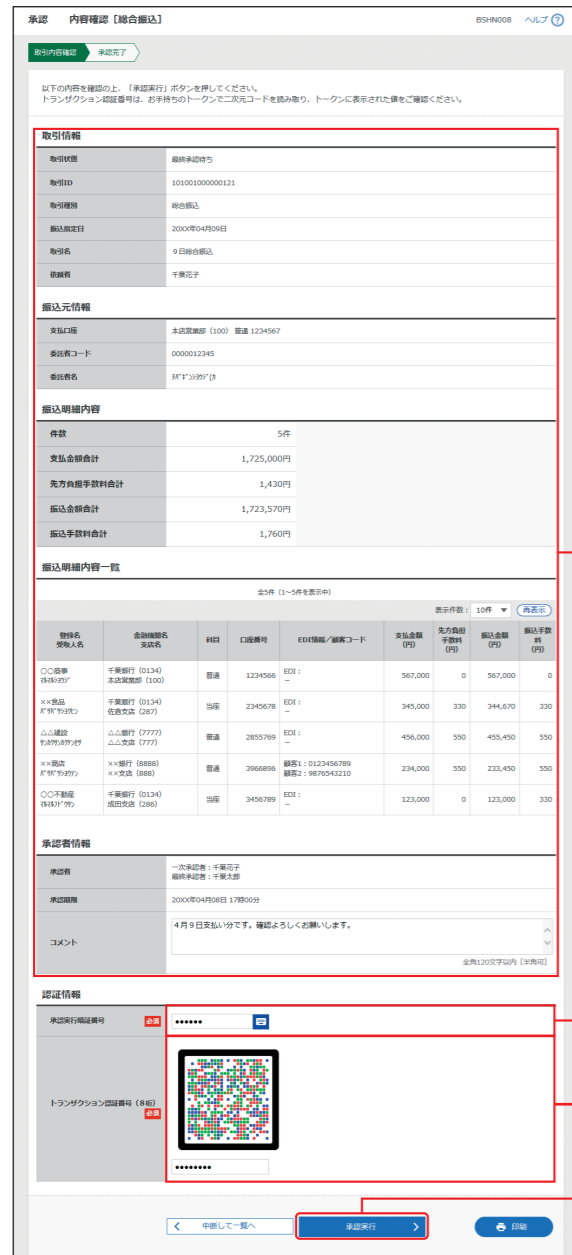 承認 内容確認［総合振込］ BSHN008 ヘルプ ?
取引内容確認 承認完了
以下の内容を確認の上、「承認実行」ボタンを押してください。
トランザクション認証番号は、お手持ちのトークンで二次元コードを読み取り、トークンに表示された値をご確認ください。
取引情報
取引状態 最終承認待ち
取引ID 101001000000121
取引種別 総合振込
振込指定日 20XX年04月09日
取引名 ９日総合振込
依頼者 千葉花子
振込元情報
支払口座 本店営業部（100） 普通 1234567
委託者コード 0000012345
委託者名
振込明細内容
件数 5件
支払金額合計 1,725,000円
先方負担手数料合計 1,430円
振込金額合計 1,723,570円
振込手数料合計 1,760円
振込明細内容一覧
全5件（1～5件を表示中）
表示件数： 10件 ▼ 再表示
登録名 受取人名 金融機関名 支店名 科目 口座番号 EDI情報／顧客コード 支払金額（円） 先方負担手数料（円） 振込金額（円） 振込手数料（円）
○○商事 千葉銀行（0134） 普通 1234566 EDI： 567,000 0 567,000 0
本店営業部（100） －
××食品 千葉銀行（0134） 当座 2345678 EDI： 345,000 330 344,670 330
佐倉支店（287） －
△△建設 △△銀行（7777） 普通 2855769 EDI： 456,000 550 455,450 550
△△支店（777） －
××商店 ××銀行（8888） 普通 3966896 顧客1：0123456789 234,000 550 233,450 550
××支店（888） 顧客2：9876543210
○○不動産 千葉銀行（0134） 当座 3456789 EDI： 123,000 0 123,000 330
成田支店（286） －
承認者情報
承認者 一次承認者：千葉花子
最終承認者：千葉太郎
承認期限 20XX年04月08日 17時00分
コメント ４月９日支払い分です。確認よろしくお願いします。
全角120文字以内［半角可］
認証情報
承認実行暗証番号 必須 ●●●●●●
トランザクション認証番号（８桁）
必須
●●●●●●●●
中断して一覧へ 承認実行 印刷